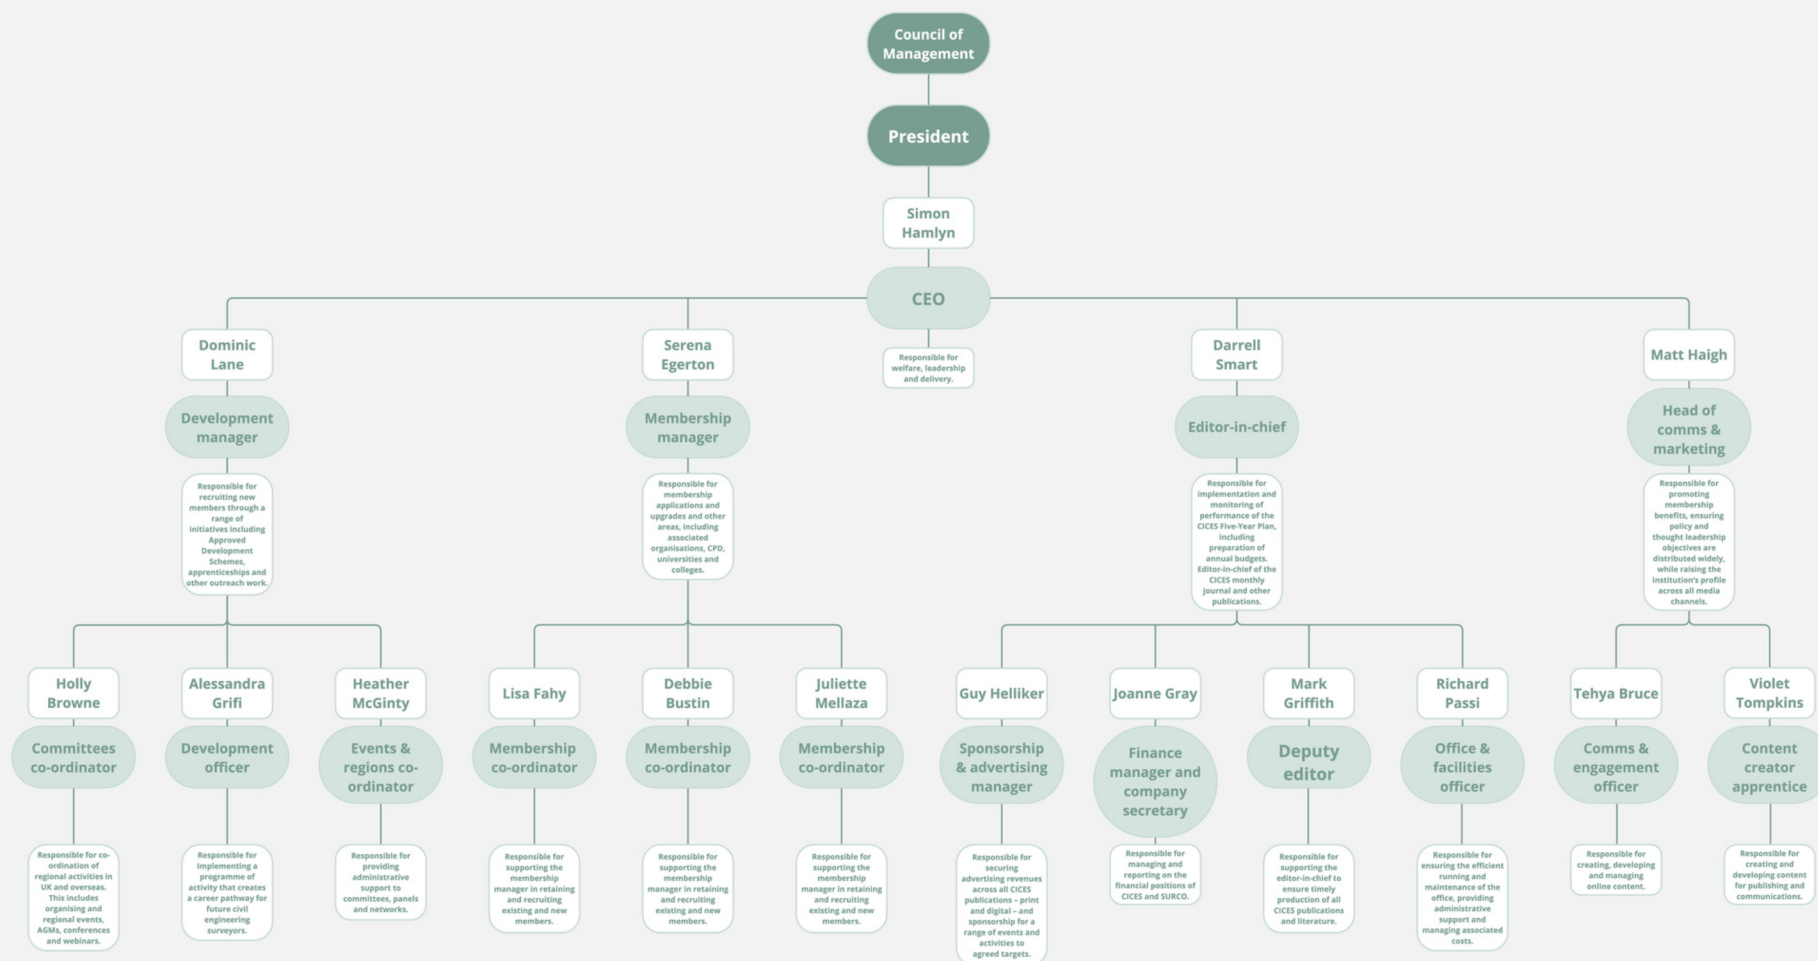 Council of
Management
President
Simon
Hamlyn
CEO
Responsible for
welfare, leadership
and delivery.
Dominic
Lane
Development
manager
Responsible for
recruiting new
members through a
range of
initiatives including
Approved
Development
Schemes,
apprenticeships and
other outreach work.
Serena
Egerton
Membership
manager
Responsible for
membership
applications and
upgrades and other
areas, including
associated
organisations, CPD,
universities and
colleges.
Darrell
Smart
Editor-in-chief
Responsible for
implementation and
monitoring of
performance of the
CICES Five-Year Plan,
including
preparation of
annual budgets.
Editor-in-chief of the
CICES monthly
journal and other
publications.
Matt Haigh
Head of
comms &
marketing
Responsible for
promoting
membership
benefits, ensuring
policy and
thought leadership
objectives are
distributed widely,
while raising the
institution's profile
across all media
channels.
Holly
Browne
Committees
co-ordinator
Responsible for co-
ordination of
regional activities in
UK and overseas.
This includes
organising and
regional events,
AGMs, conferences
and webinars.
Alessandra
Grifi
Development
officer
Responsible for
Implementing a
programme of
activity that creates
a career pathway for
future civil
engineering
surveyors.
Heather
McGinty
Events &
regions co-
ordinator
Responsible for
providing
administrative
support to
committees, panels
and networks.
Lisa Fahy
Membership
co-ordinator
Responsible for
supporting the
membership
manager in retaining
and recruiting
existing and new
members.
Debbie
Bustin
Membership
co-ordinator
Responsible for
supporting the
membership
manager in retaining
and recruiting
existing and new
members.
Juliette
Mellaza
Membership
co-ordinator
Responsible for
supporting the
membership
manager in retaining
and recruiting
existing and new
members.
Guy Helliker
Sponsorship
& advertising
manager
Responsible for
securing
advertising revenues
across all CICES
publications – print
and digital – and
sponsorship for a
range of events and
activities to
agreed targets.
Joanne Gray
Finance
manager and
company
secretary
Responsible for
managing and
reporting on the
financial positions of
CICES and SURCO.
Mark
Griffith
Deputy
editor
Responsible for
supporting the
editor-in-chief to
ensure timely
production of all
CICES publications
and literature.
Richard
Passi
Office &
facilities
officer
Responsible for
ensuring the efficient
running and
maintenance of the
office, providing
administrative
support and
managing associated
costs.
Tehya Bruce
Comms &
engagement
officer
Responsible for
creating, developing
and managing
online content.
Violet
Tompkins
Content
creator
apprentice
Responsible for
creating and
developing content
for publishing and
communications.